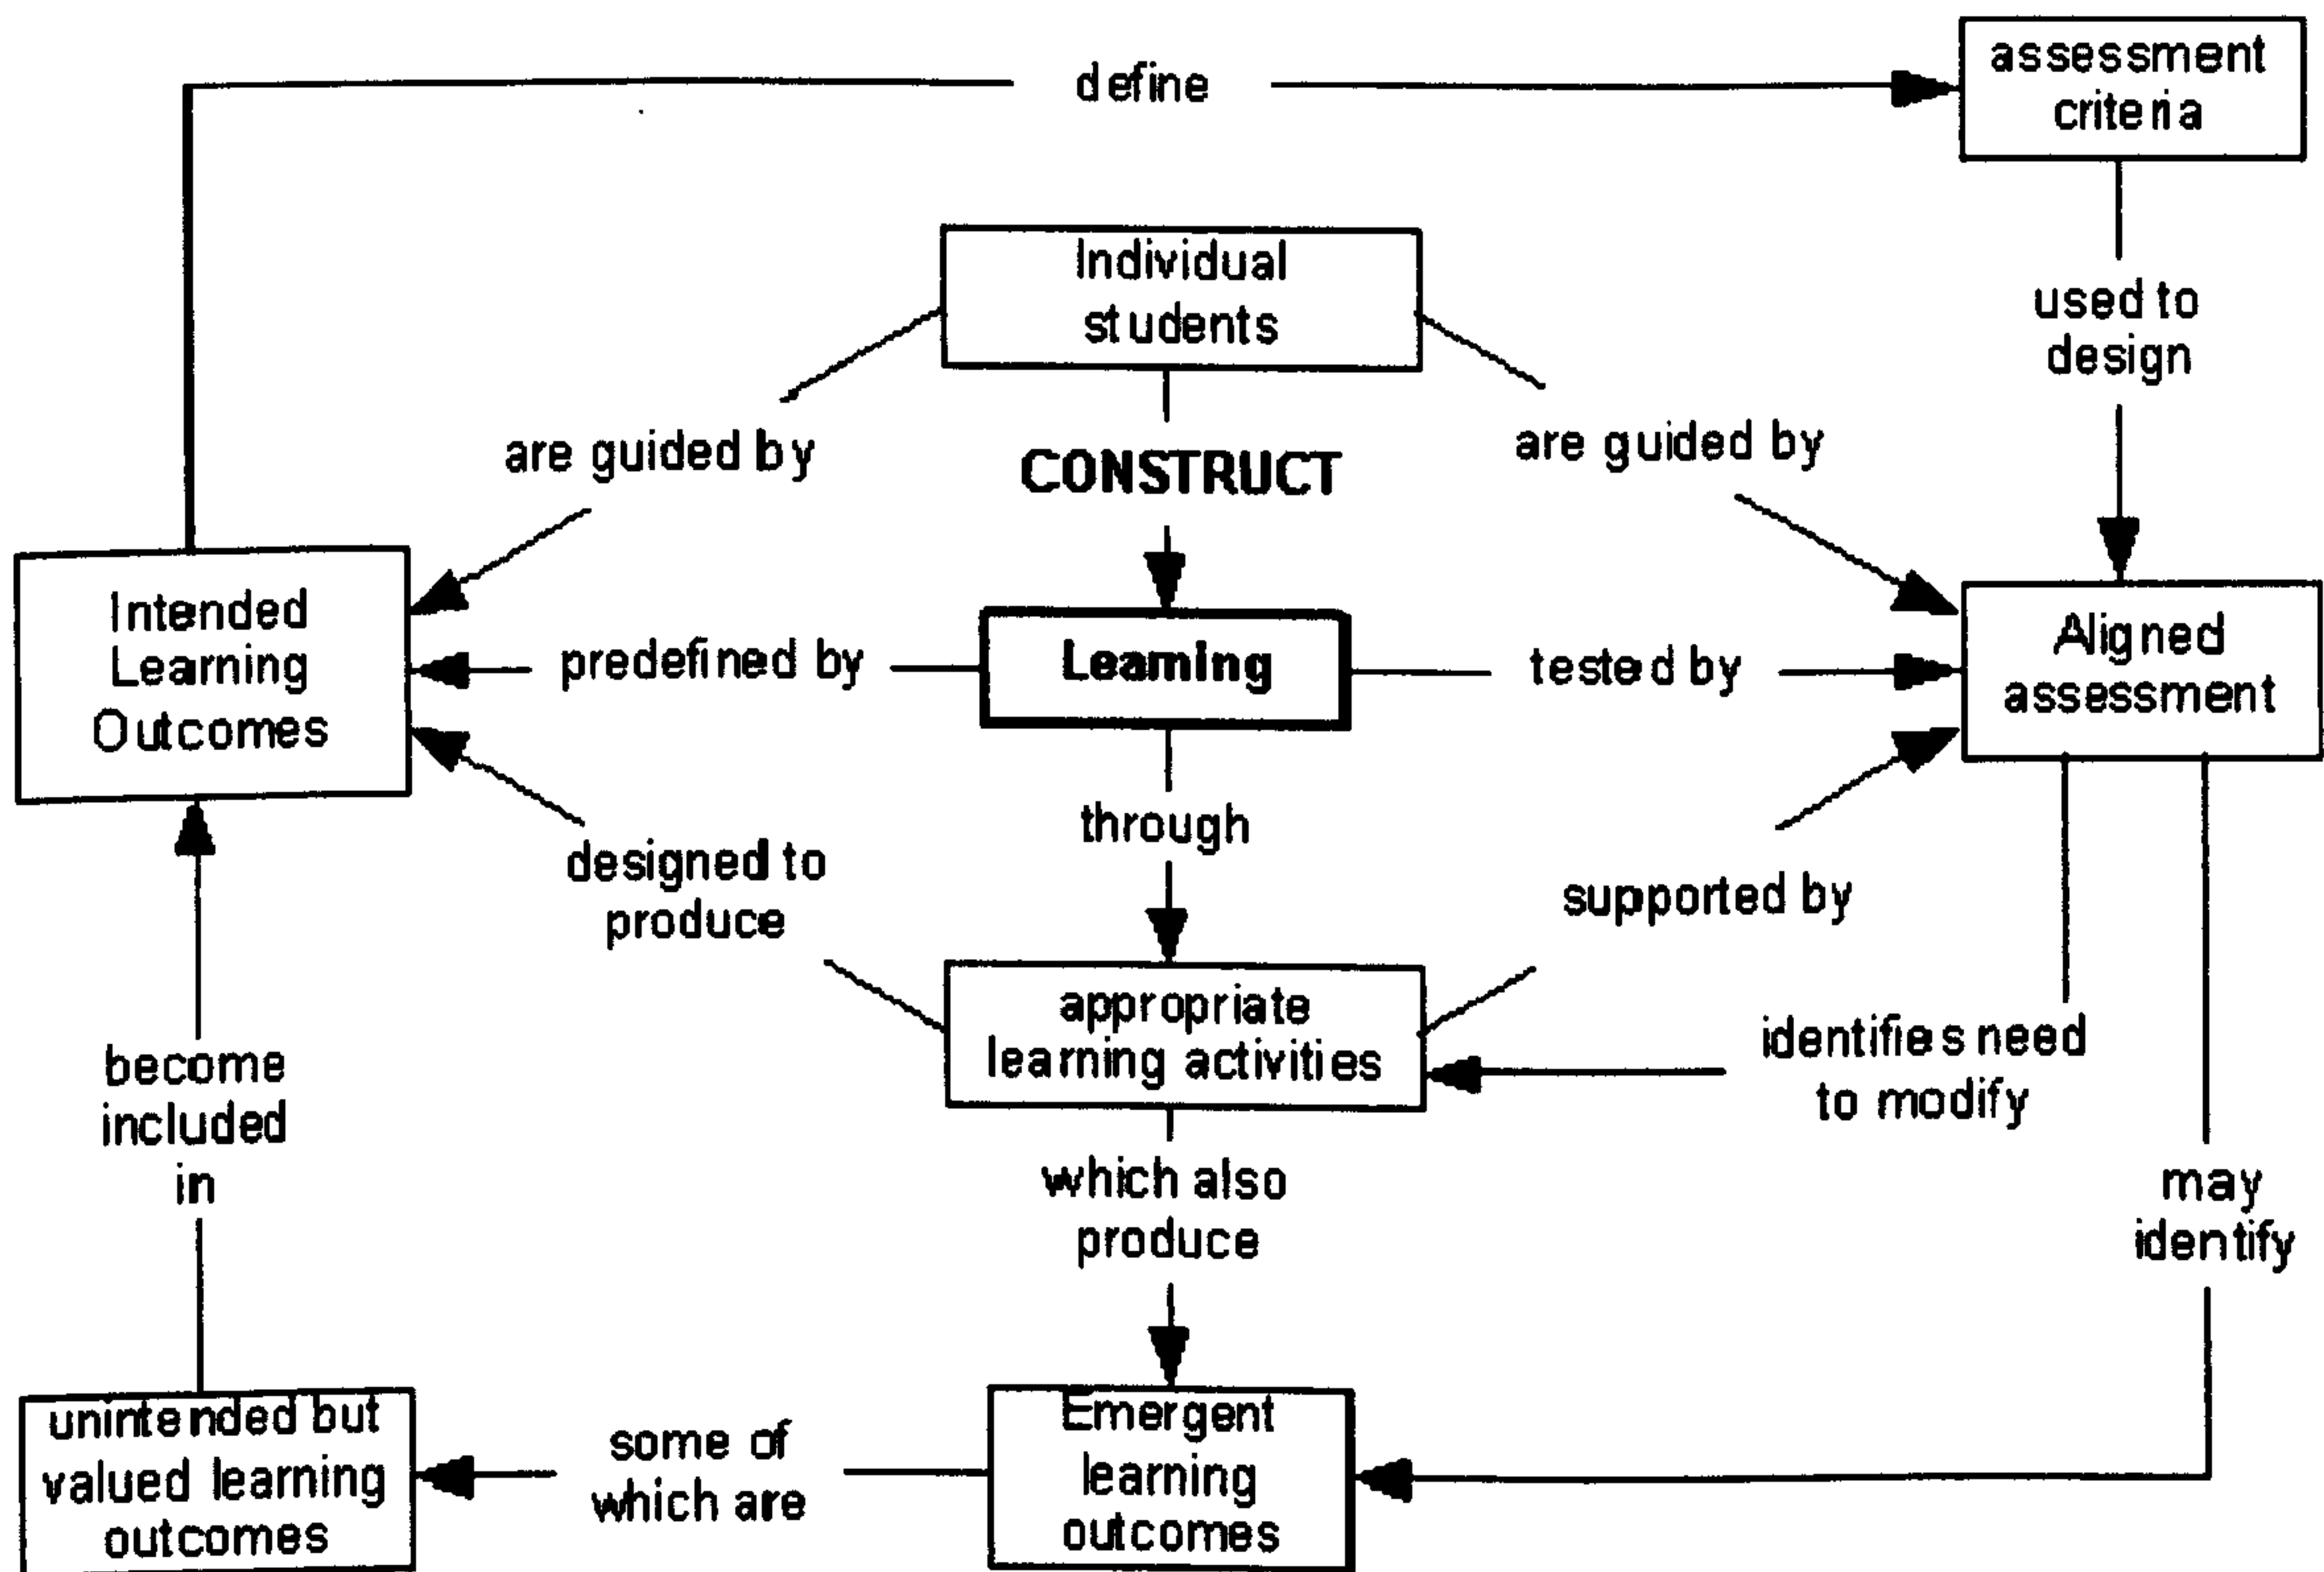 define
assessment
criteria
Individual
students
used to
design
are guided by
CONSTRUCT
are guided by
Intended
Learning
Outcomes
predefined by
Learning
tested by
Aligned
assessment
designed to
produce
through
supported by
appropriate
learning activities
identifies need
to modify
become
included
in
which also
produce
may
identify
unintended but
valued learning
outcomes
some of
which are
Emergent
learning
outcomes